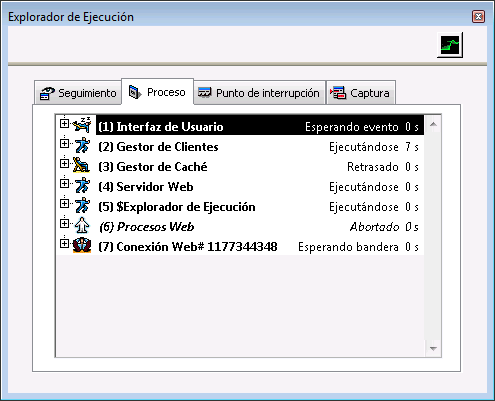 Explorador de Ejecución
Seguimiento Proceso Punto de interrupción Captura
(1) Interfaz de Usuario Esperando evento 0 s
(2) Gestor de Clientes Ejecutándose 7 s
(3) Gestor de Caché Retrasado 0 s
(4) Servidor Web Ejecutándose 0 s
(5) $Explorador de Ejecución Ejecutándose 0 s
(6) Procesos Web Abortado 0 s
(7) Conexión Web# 1177344348 Esperando bandera 0 s